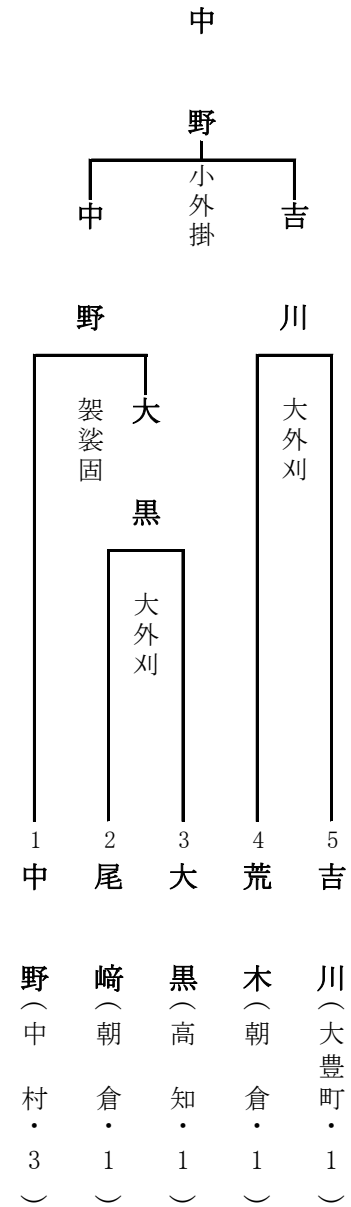 中野
小外掛
中野
吉川
袈裟固
大黒
大外刈
大外刈
1 中野(中村・3)
2 尾﨑(朝倉・1)
3 大黒(高知・1)
4 荒木(朝倉・1)
5 吉川(大豊町・1)